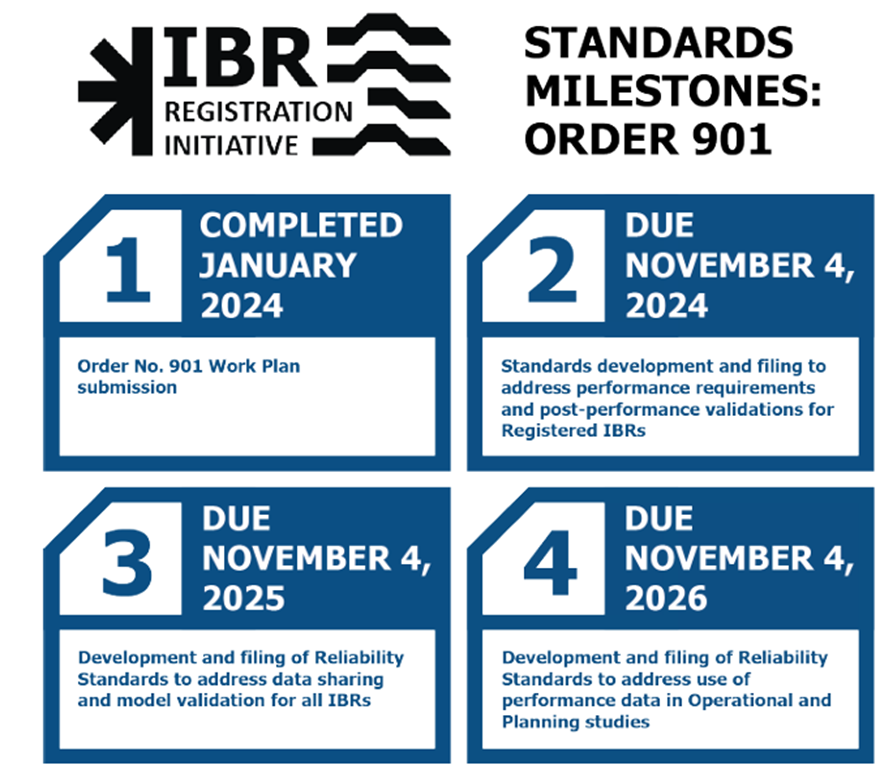 IBR
REGISTRATION
INITIATIVE
STANDARDS
MILESTONES:
ORDER 901
1
COMPLETED
JANUARY
2024
Order No. 901 Work Plan
submission
2
DUE
NOVEMBER 4,
2024
Standards development and filing to
address performance requirements
and post-performance validations for
Registered IBRs
3
DUE
NOVEMBER 4,
2025
Development and filing of Reliability
Standards to address data sharing
and model validation for all IBRs
4
DUE
NOVEMBER 4,
2026
Development and filing of Reliability
Standards to address use of
performance data in Operational and
Planning studies